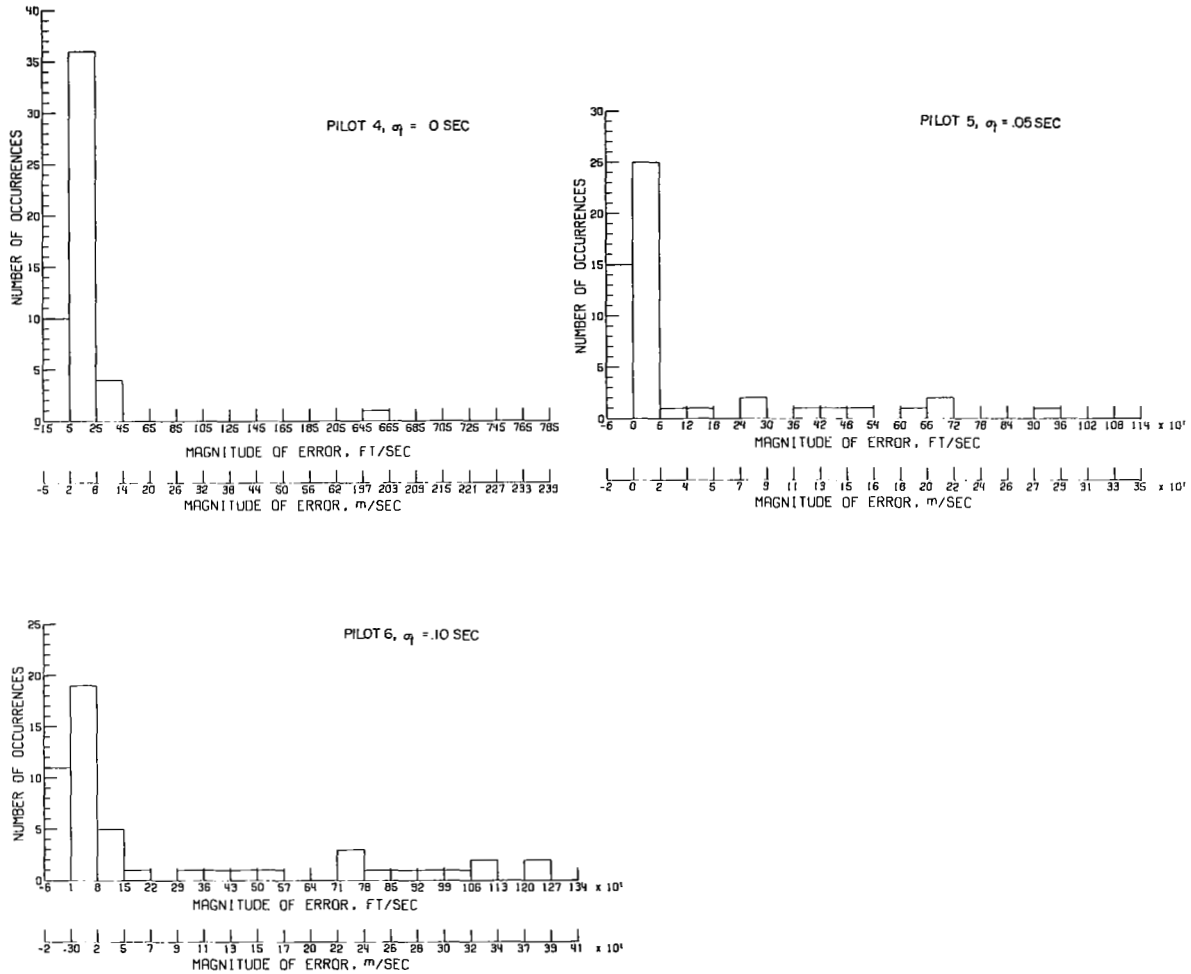 PILOT 4, σt = 0 SEC
NUMBER OF OCCURRENCES
40
35
30
25
20
15
10
5
0
-15 5 25 45 65 85 105 125 145 165 185 205 645 665 685 705 725 745 765 785
MAGNITUDE OF ERROR, FT/SEC
-5 2 8 14 20 26 32 38 44 50 56 62 197 203 209 215 221 227 233 239
MAGNITUDE OF ERROR, m/SEC
PILOT 5, σt = .05 SEC
NUMBER OF OCCURRENCES
30
25
20
15
10
5
0
-6 0 6 12 18 24 30 36 42 48 54 60 66 72 78 84 90 96 102 108 114 x 10¹
MAGNITUDE OF ERROR, FT/SEC
-2 0 2 4 5 7 9 11 13 15 16 18 20 22 24 26 27 29 31 33 35 x 10¹
MAGNITUDE OF ERROR, m/SEC
PILOT 6, σt = .10 SEC
NUMBER OF OCCURRENCES
25
20
15
10
5
0
-6 1 8 15 22 29 36 43 50 57 64 71 78 85 92 99 106 113 120 127 134 x 10¹
MAGNITUDE OF ERROR, FT/SEC
-2 .30 2 5 7 9 11 13 15 17 20 22 24 26 28 30 32 34 37 39 41 x 10¹
MAGNITUDE OF ERROR, m/SEC